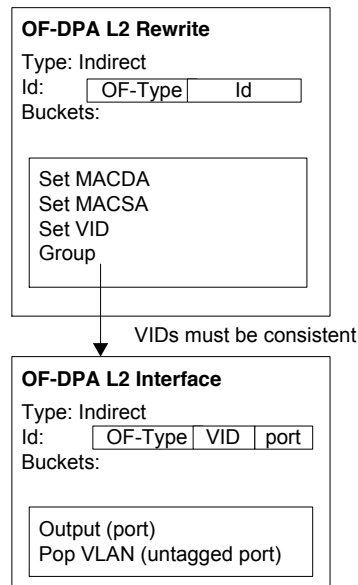 OF-DPA L2 Rewrite
Type: Indirect
Id: OF-Type Id
Buckets:
Set MACDA
Set MACSA
Set VID
Group
VIDs must be consistent
OF-DPA L2 Interface
Type: Indirect
Id: OF-Type VID port
Buckets:
Output (port)
Pop VLAN (untagged port)